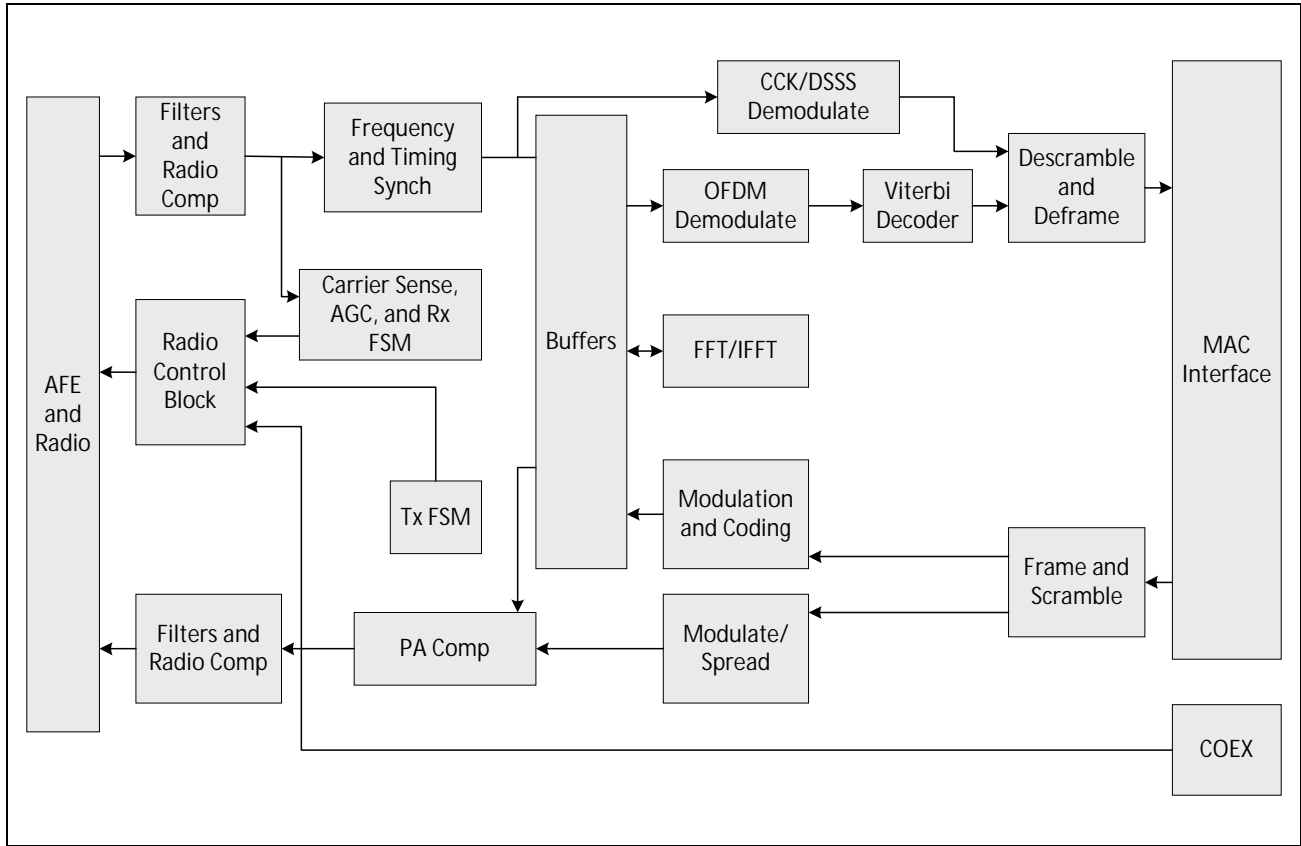 CCK/DSSS
Demodulate
Filters
and
Radio
Comp
Frequency
and Timing
Synch
Descramble
and
Deframe
OFDM
Demodulate
Viterbi
Decoder
Carrier Sense,
AGC, and Rx
FSM
Radio
Control
Block
Buffers
FFT/IFFT
MAC
Interface
AFE
and
Radio
Tx FSM
Modulation
and Coding
Frame and
Scramble
Filters and
Radio Comp
PA Comp
Modulate/
Spread
COEX